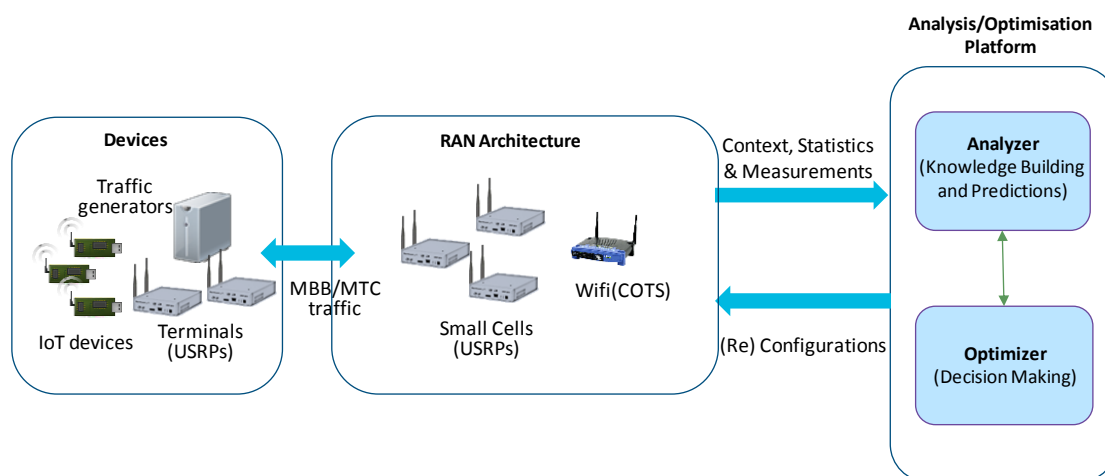 Analysis/Optimisation
Platform
Devices
Traffic
generators
IoT devices
Terminals
(USRPs)
MBB/MTC
traffic
RAN Architecture
Small Cells
(USRPs)
Wifi(COTS)
Context, Statistics
& Measurements
(Re) Configurations
Analyzer
(Knowledge Building
and Predictions)
Optimizer
(Decision Making)